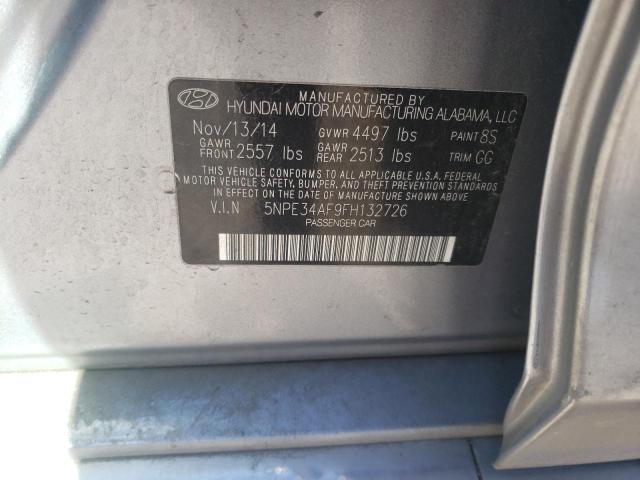 MANUFACTURED BY
HYUNDAI MOTOR MANUFACTURING ALABAMA, LLC
Nov/13/14 GVWR 4497 lbs PAINT 8S
GAWR FRONT 2557 lbs GAWR REAR 2513 lbs TRIM GG
THIS VEHICLE CONFORMS TO ALL APPLICABLE U.S.A. FEDERAL
MOTOR VEHICLE SAFETY, BUMPER, AND THEFT PREVENTION
STANDARDS IN EFFECT ON THE DATE OF MANUFACTURE SHOWN ABOVE.
V.I.N 5NPE34AF9FH132726
PASSENGER CAR